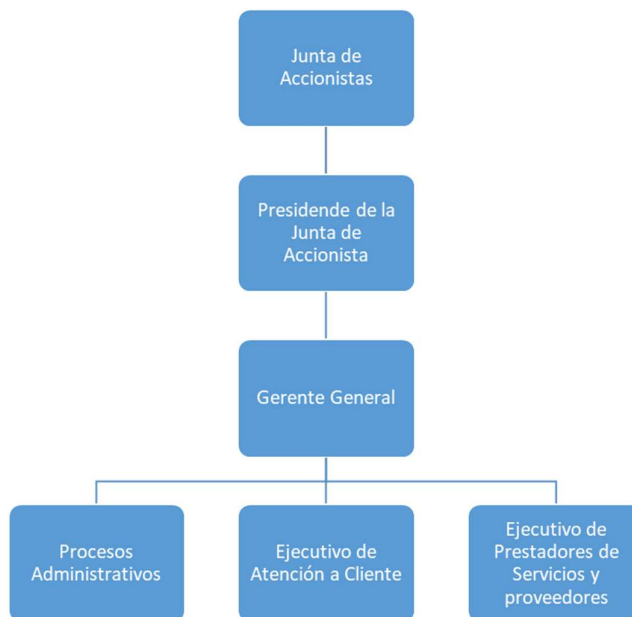 Junta de
Accionistas
Presidende de la
Junta de
Accionista
Gerente General
Procesos
Administrativos
Ejecutivo de
Atención a Cliente
Ejecutivo de
Prestadores de
Servicios y
proveedores